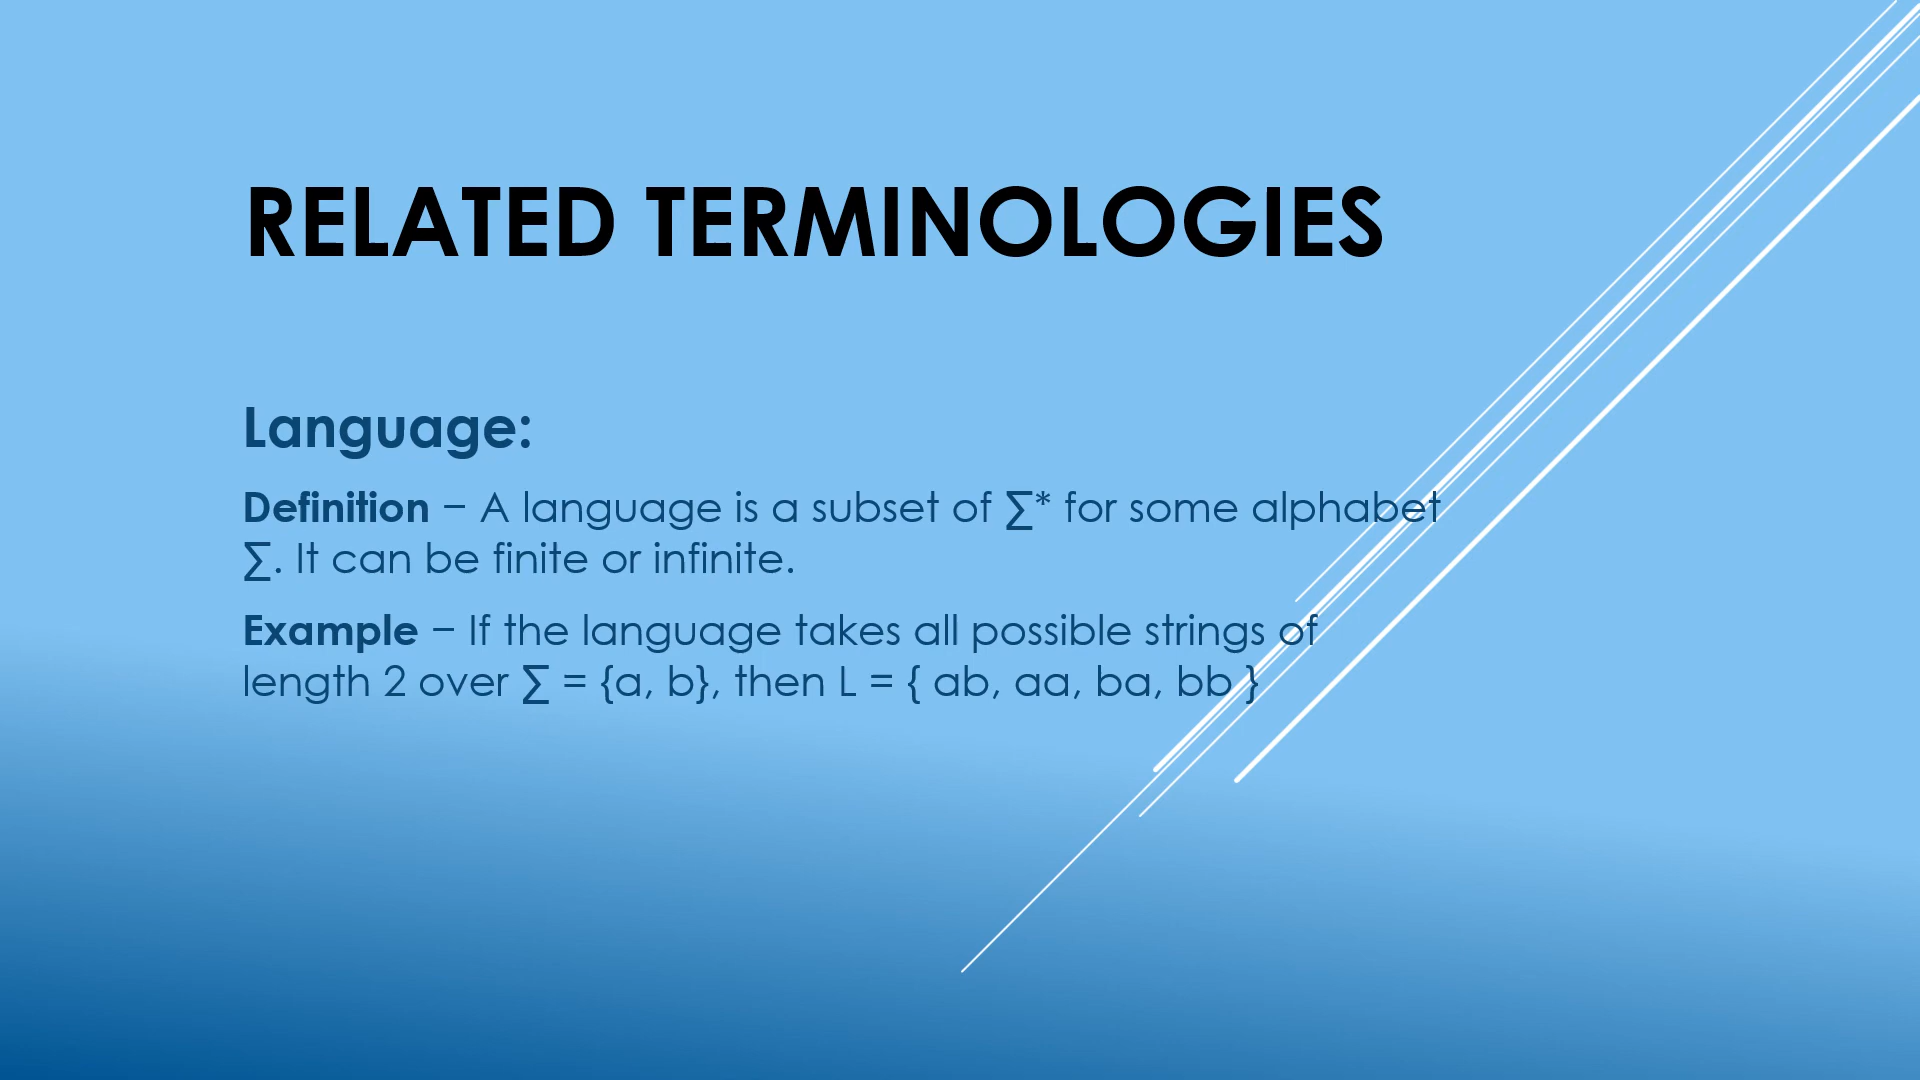 RELATED TERMINOLOGIES
Language:
Definition − A language is a subset of ∑* for some alphabet
∑. It can be finite or infinite.
Example − If the language takes all possible strings of
length 2 over ∑ = {a, b}, then L = { ab, aa, ba, bb }